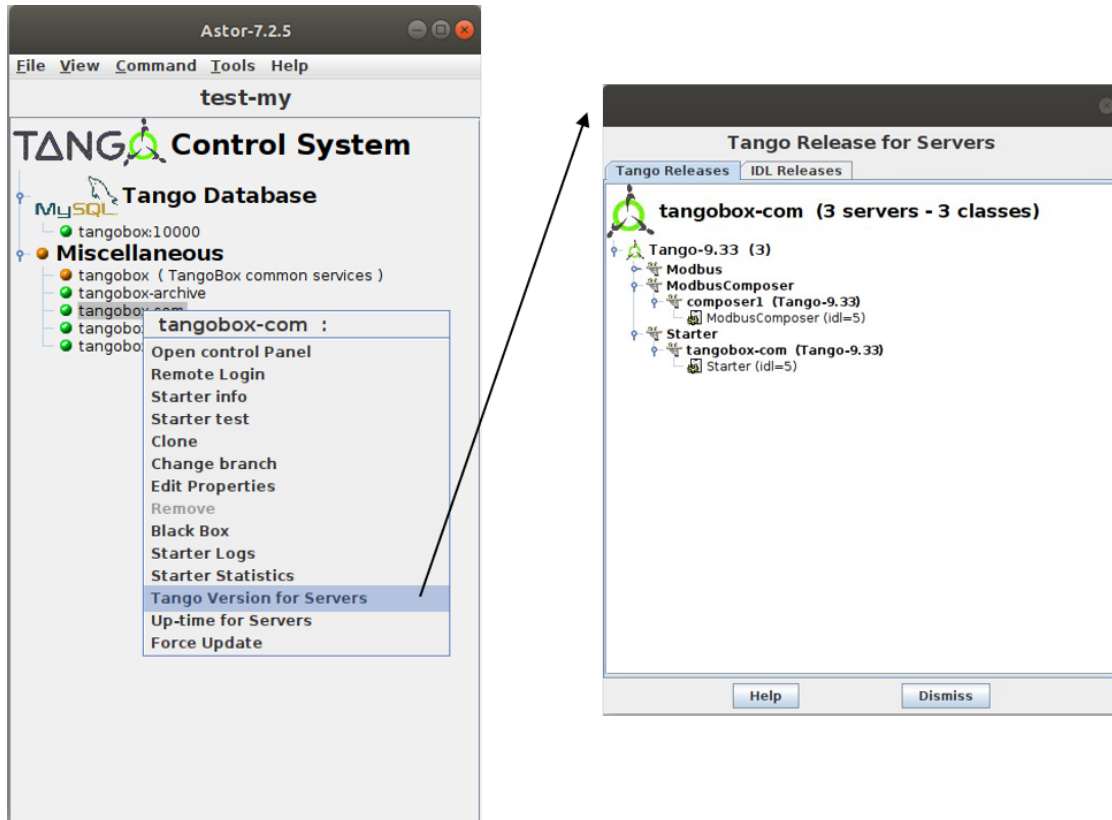 Astor-7.2.5
File View Command Tools Help
test-my
TANGO Control System
MySQL Tango Database
tangobox:10000
Miscellaneous
tangobox ( TangoBox common services )
tangobox-archive
tangobox-com
tangobo
tangobo
tangobox-com :
Open control Panel
Remote Login
Starter info
Starter test
Clone
Change branch
Edit Properties
Remove
Black Box
Starter Logs
Starter Statistics
Tango Version for Servers
Up-time for Servers
Force Update
Tango Release for Servers
Tango Releases IDL Releases
tangobox-com (3 servers - 3 classes)
Tango-9.33 (3)
Modbus
ModbusComposer
composer1 (Tango-9.33)
ModbusComposer (idl=5)
Starter
tangobox-com (Tango-9.33)
Starter (idl=5)
Help Dismiss